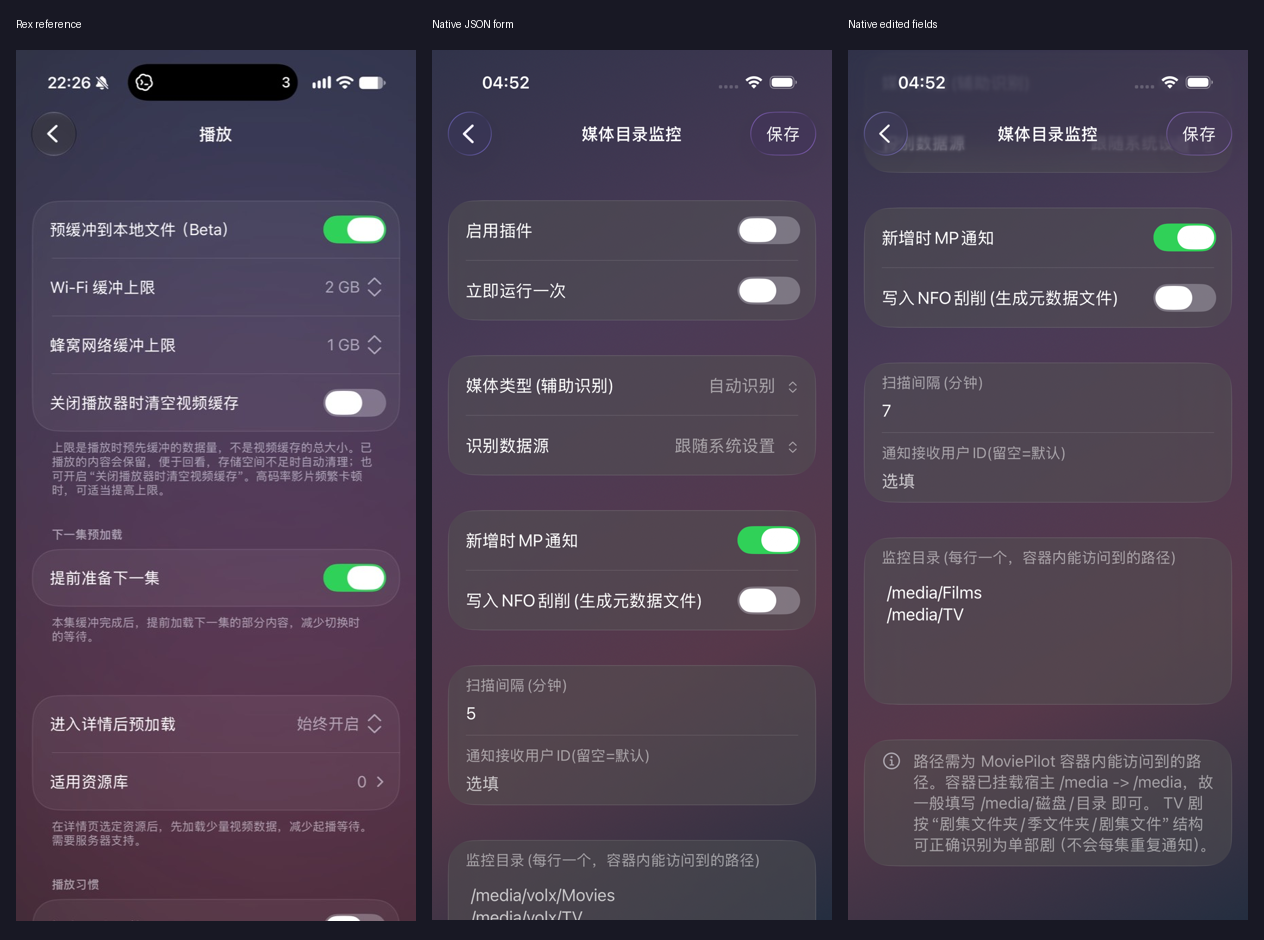 Rex reference
22:26
3
播放
预缓冲到本地文件（Beta）
Wi-Fi 缓冲上限
2 GB
蜂窝网络缓冲上限
1 GB
关闭播放器时清空视频缓存
上限是播放时预先缓冲的数据量，不是视频缓存的总大小。已
播放的内容会保留，便于回看，存储空间不足时自动清理；也
可开启“关闭播放器时清空视频缓存”。高码率影片频繁卡顿
时，可适当提高上限。
下一集预加载
提前准备下一集
本集缓冲完成后，提前加载下一集的部分内容，减少切换时
的等待。
进入详情后预加载
始终开启
适用资源库
0
在详情页选定资源后，先加载少量视频数据，减少起播等待。
需要服务器支持。
播放习惯
Native JSON form
04:52
媒体目录监控
保存
启用插件
立即运行一次
媒体类型 (辅助识别)
自动识别
识别数据源
跟随系统设置
新增时 MP 通知
写入 NFO 刮削 (生成元数据文件)
扫描间隔 (分钟)
5
通知接收用户 ID(留空=默认)
选填
监控目录 (每行一个，容器内能访问到的路径)
/media/volx/Movies
/media/volx/TV
Native edited fields
04:52
媒体目录监控
保存
识别数据源
跟随系统设置
新增时 MP 通知
写入 NFO 刮削 (生成元数据文件)
扫描间隔 (分钟)
7
通知接收用户 ID(留空=默认)
选填
监控目录 (每行一个，容器内能访问到的路径)
/media/Films
/media/TV
路径需为 MoviePilot 容器内能访问到的路
径。容器已挂载宿主 /media -> /media，故
一般填写 /media/磁盘/目录 即可。 TV 剧
按“剧集文件夹/季文件夹/剧集文件”结构
可正确识别为单部剧（不会每集重复通知）。